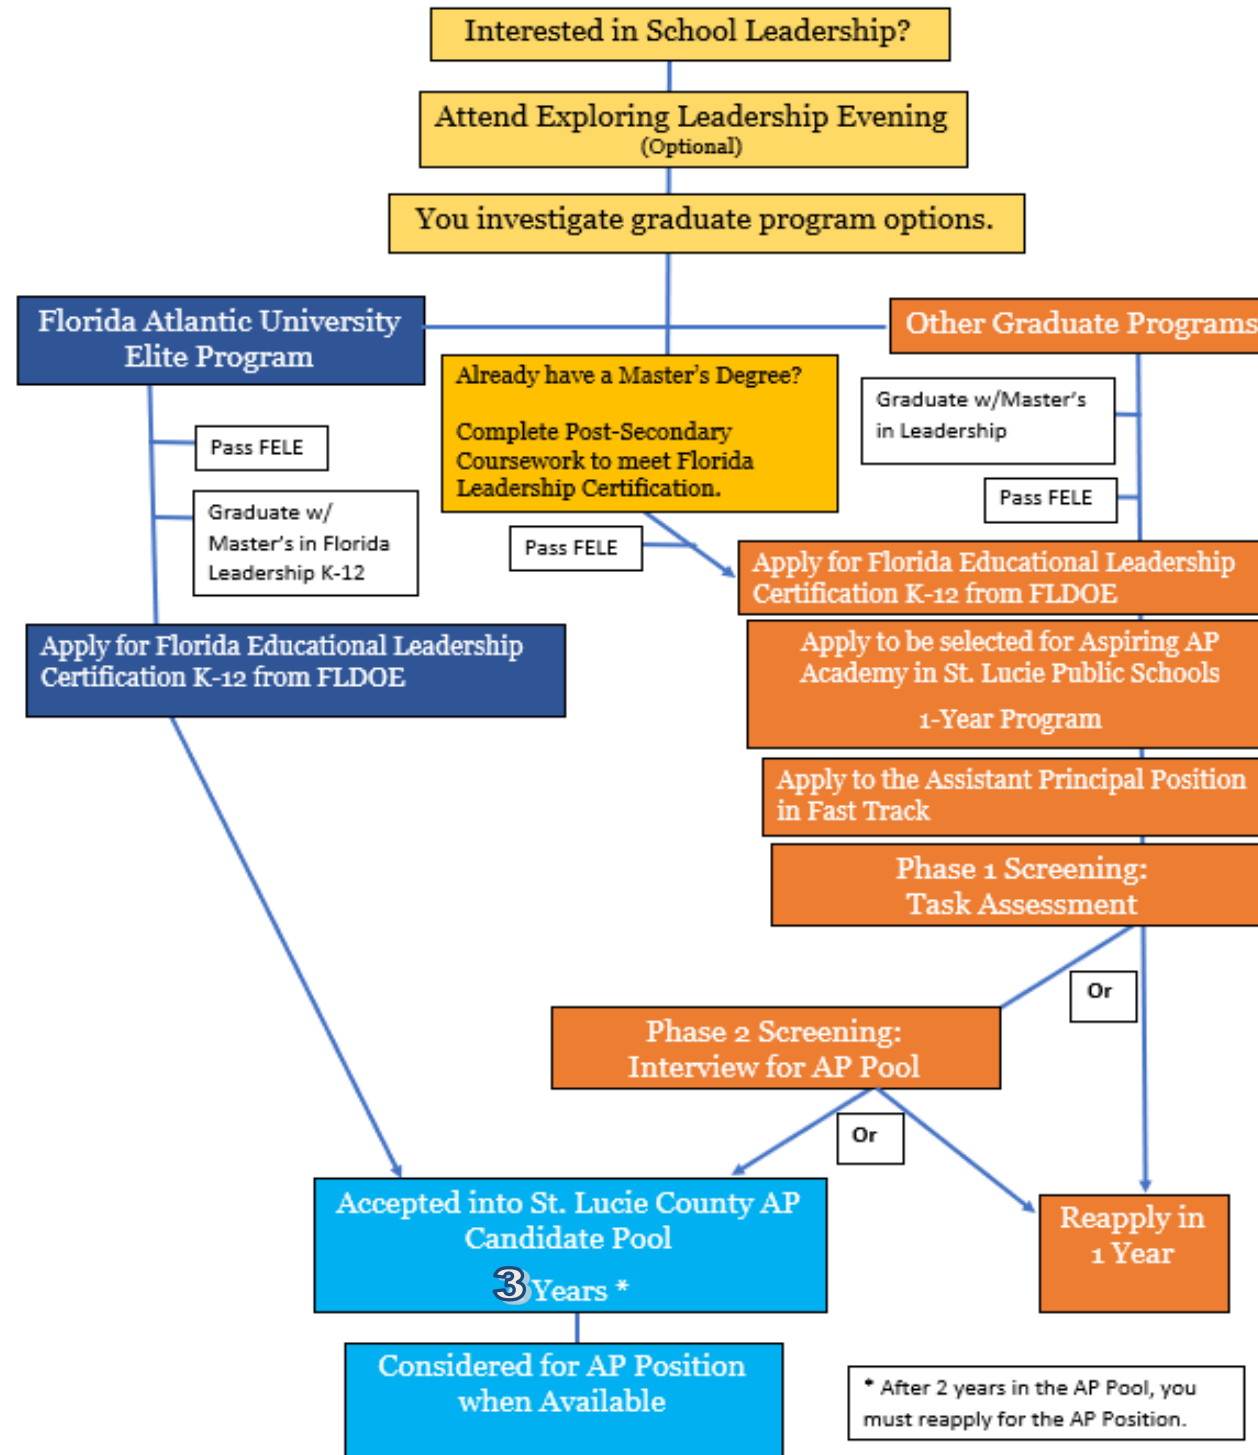 Interested in School Leadership?
Attend Exploring Leadership Evening
(Optional)
You investigate graduate program options.
Florida Atlantic University
Elite Program
Other Graduate Programs
Already have a Master's Degree?
Complete Post-Secondary
Coursework to meet Florida
Leadership Certification.
Graduate w/Master's
in Leadership
Pass FELE
Pass FELE
Graduate w/
Master's in Florida
Leadership K-12
Pass FELE
Apply for Florida Educational Leadership
Certification K-12 from FLDOE
Apply for Florida Educational Leadership
Certification K-12 from FLDOE
Apply to be selected for Aspiring AP
Academy in St. Lucie Public Schools
1-Year Program
Apply to the Assistant Principal Position
in Fast Track
Phase 1 Screening:
Task Assessment
Or
Phase 2 Screening:
Interview for AP Pool
Or
Accepted into St. Lucie County AP
Candidate Pool
3 Years *
Reapply in
1 Year
Considered for AP Position
when Available
* After 2 years in the AP Pool, you
must reapply for the AP Position.